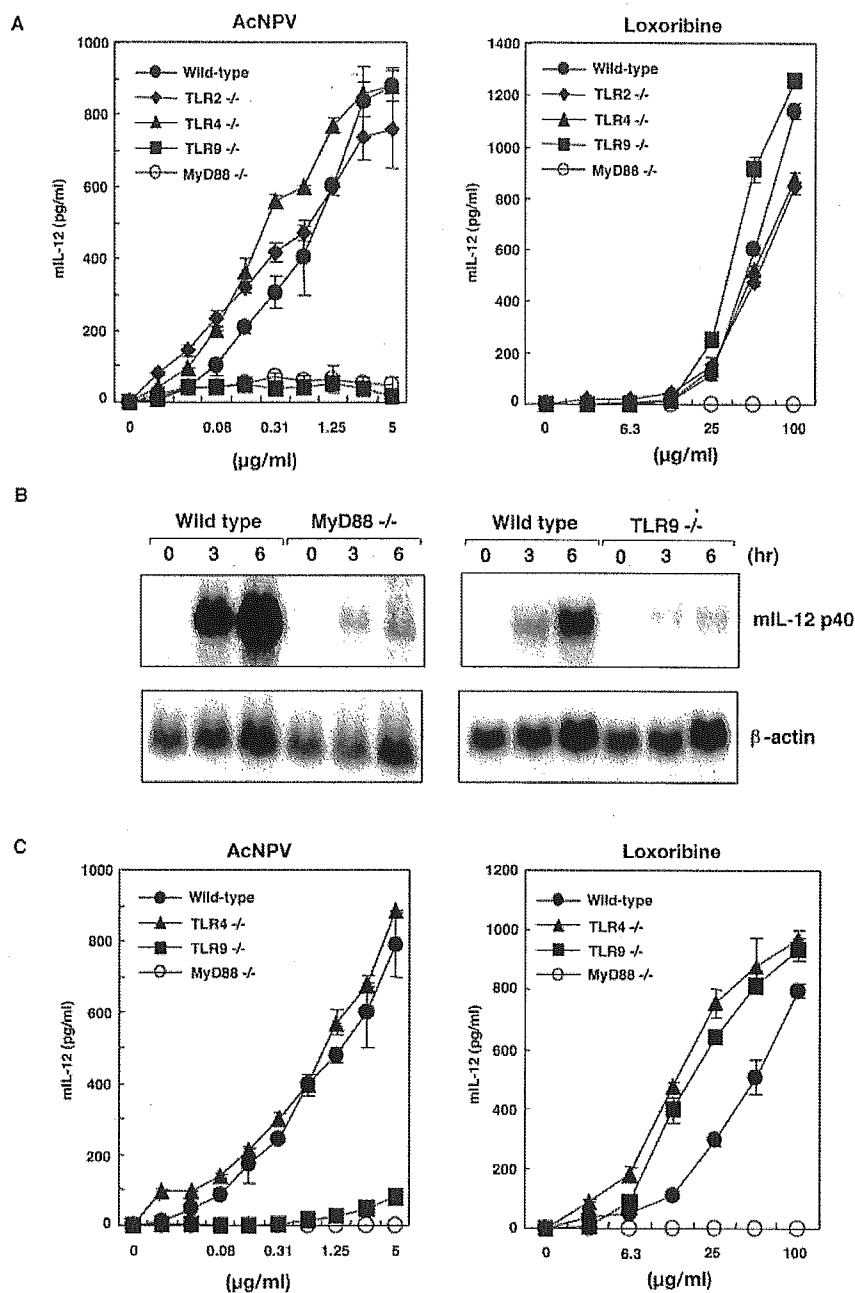 A
AcNPV
Loxoribine
mIL-12 (pg/ml)
1000
800
600
400
200
0
Wild-type
TLR2 -/-
TLR4 -/-
TLR9 -/-
MyD88 -/-
0
0.08
0.31
1.25
5
(µg/ml)
mIL-12 (pg/ml)
1400
1200
1000
800
600
400
200
0
Wild-type
TLR2 -/-
TLR4 -/-
TLR9 -/-
MyD88 -/-
0
6.3
25
100
(µg/ml)
B
Wild type MyD88 -/- Wild type TLR9 -/-
0 3 6 0 3 6 0 3 6 0 3 6 (hr)
mIL-12 p40
β-actin
C
AcNPV
Loxoribine
mIL-12 (pg/ml)
1000
800
600
400
200
0
Wild-type
TLR4 -/-
TLR9 -/-
MyD88 -/-
0
0.08
0.31
1.25
5
(µg/ml)
mIL-12 (pg/ml)
1200
1000
800
600
400
200
0
Wild-type
TLR4 -/-
TLR9 -/-
MyD88 -/-
0
6.3
25
100
(µg/ml)